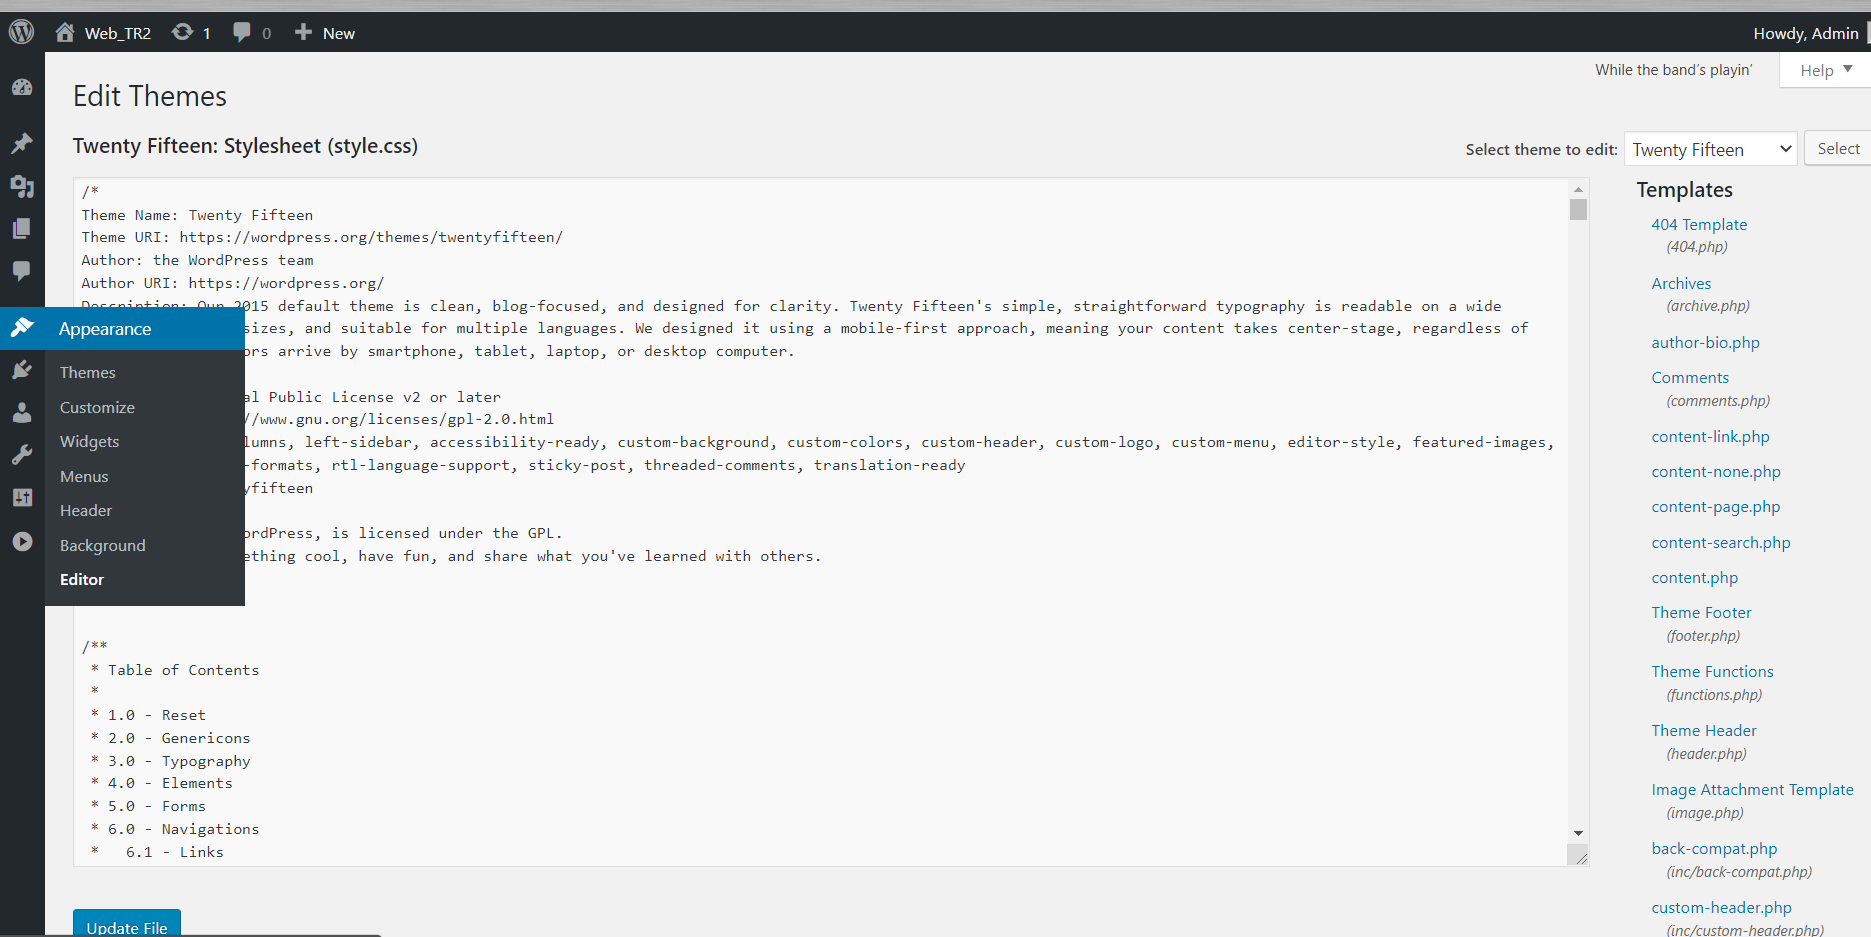 Web_TR2 1 0 New Howdy, Admin
While the band's playin' Help
Edit Themes
Twenty Fifteen: Stylesheet (style.css)
Select theme to edit: Twenty Fifteen Select
/*
Theme Name: Twenty Fifteen
Theme URI: https://wordpress.org/themes/twentyfifteen/
Author: the WordPress team
Author URI: https://wordpress.org/
Description: Our 2015 default theme is clean, blog-focused, and designed for clarity. Twenty Fifteen's simple, straightforward typography is readable on a wide
sizes, and suitable for multiple languages. We designed it using a mobile-first approach, meaning your content takes center-stage, regardless of
ors arrive by smartphone, tablet, laptop, or desktop computer.
al Public License v2 or later
//www.gnu.org/licenses/gpl-2.0.html
lumns, left-sidebar, accessibility-ready, custom-background, custom-colors, custom-header, custom-logo, custom-menu, editor-style, featured-images,
-formats, rtl-language-support, sticky-post, threaded-comments, translation-ready
yfifteen
ordPress, is licensed under the GPL.
ething cool, have fun, and share what you've learned with others.
/**
* Table of Contents
*
* 1.0 - Reset
* 2.0 - Genericons
* 3.0 - Typography
* 4.0 - Elements
* 5.0 - Forms
* 6.0 - Navigations
* 6.1 - Links
Update File
Appearance
Themes
Customize
Widgets
Menus
Header
Background
Editor
Templates
404 Template
(404.php)
Archives
(archive.php)
author-bio.php
Comments
(comments.php)
content-link.php
content-none.php
content-page.php
content-search.php
content.php
Theme Footer
(footer.php)
Theme Functions
(functions.php)
Theme Header
(header.php)
Image Attachment Template
(image.php)
back-compat.php
(inc/back-compat.php)
custom-header.php
(inc/custom-header.php)